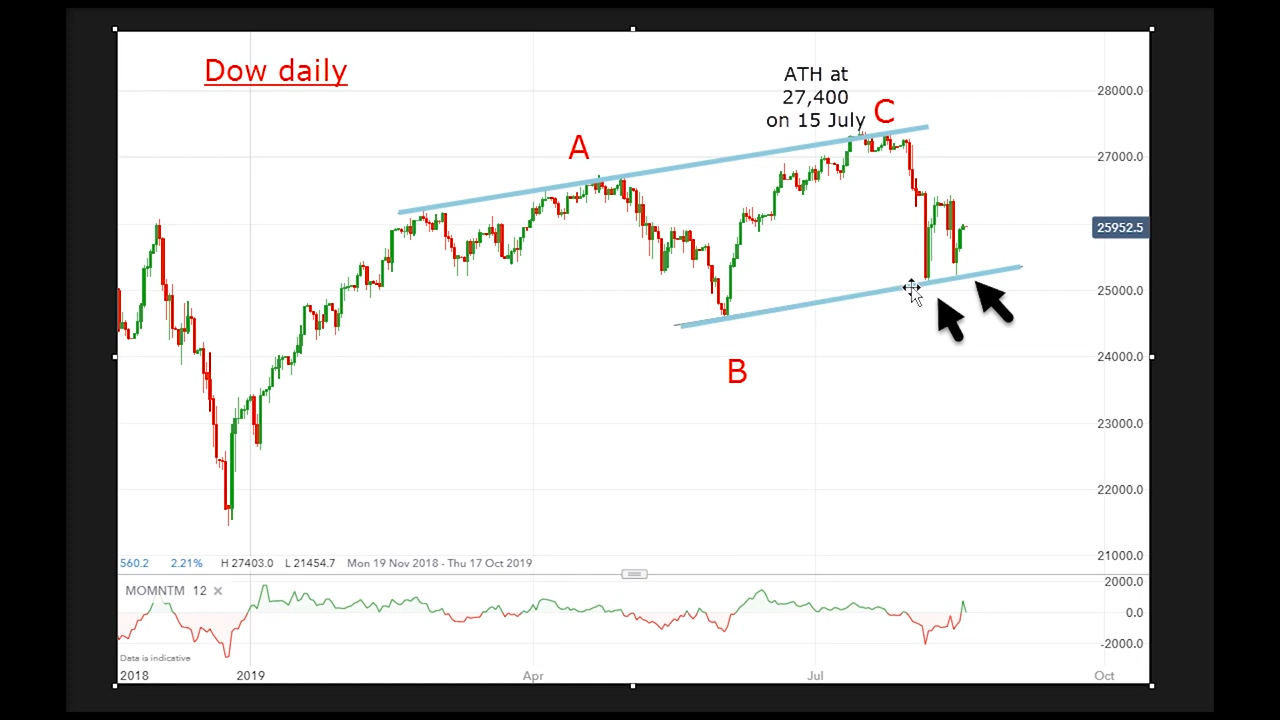 Dow daily
ATH at
27,400
on 15 July
C
A
B
28000.0
27000.0
25952.5
25000.0
24000.0
23000.0
22000.0
21000.0
560.2 2.21% H 27403.0 L 21454.7 Mon 19 Nov 2018 - Thu 17 Oct 2019
MOMNTM 12 ×
2000.0
0.0
-2000.0
Data is indicative
2018 2019 Apr Jul Oct